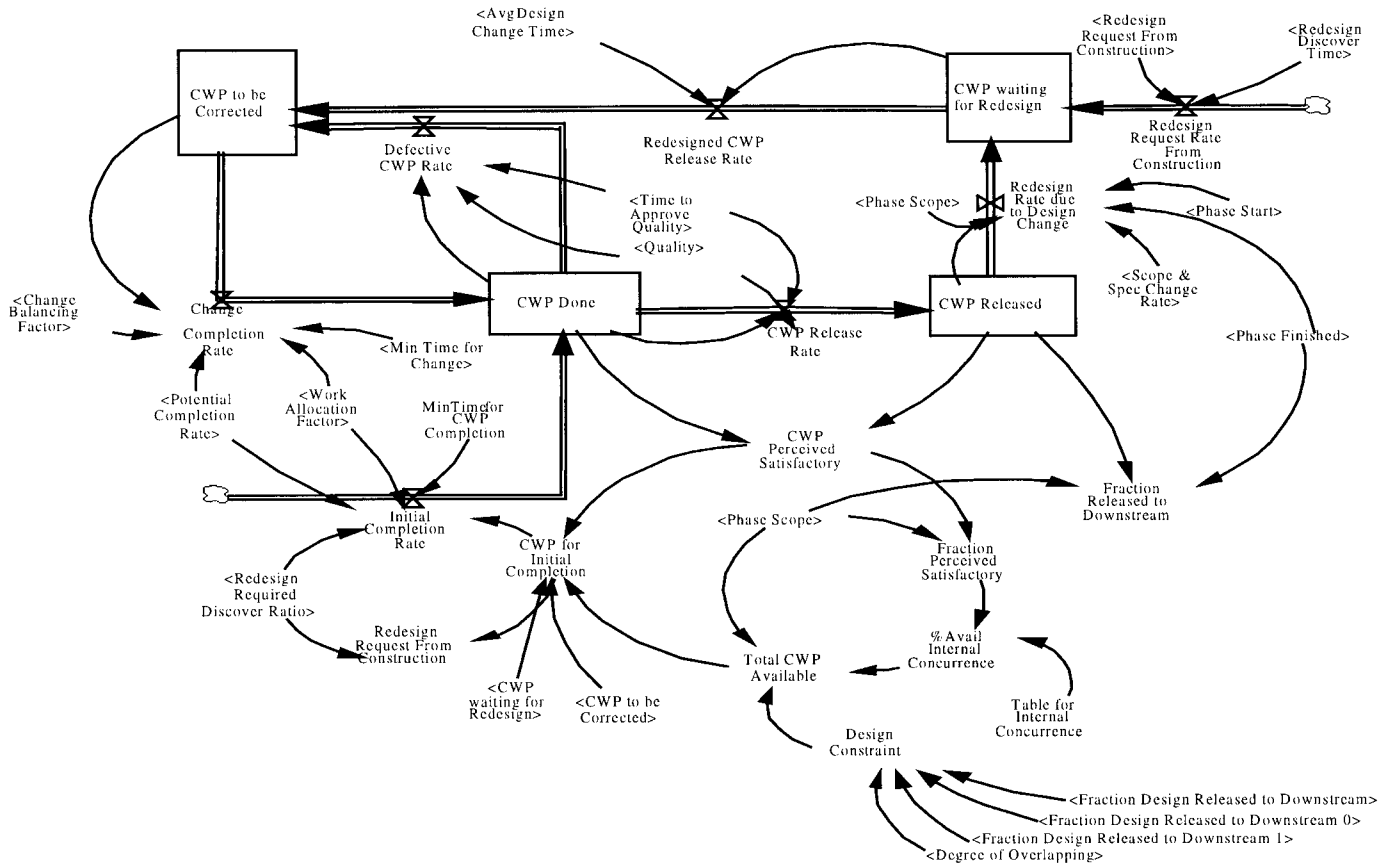 <AvgDesign
Change Time>
<Redesign
Request From
Construction>
<Redesign
Discover
Time>
CWP to be
Corrected
CWP waiting
for Redesign
Redesigned CWP
Release Rate
Redesign
Request Rate
From
Construction
Defective
CWP Rate
<Time to
Approve
Quality>
<Quality>
<Phase Scope>
Redesign
Rate due
to Design
Change
<Phase Start>
<Scope &
Spec Change
Rate>
<Change
Balancing
Factor>
Change
Completion
Rate
CWP Done
CWP Released
CWP Release
Rate
<Phase Finished>
<Min Time for
Change>
<Potential
Completion
Rate>
<Work
Allocation
Factor>
MinTimefor
CWP
Completion
CWP
Perceived
Satisfactory
Fraction
Released to
Downstream
Initial
Completion
Rate
<Phase Scope>
CWP for
Initial
Completion
Fraction
Perceived
Satisfactory
<Redesign
Required
Discover Ratio>
Redesign
Request From
Construction
%Avail
Internal
Concurrence
Total CWP
Available
<CWP
waiting for
Redesign>
<CWP to be
Corrected>
Table for
Internal
Concurrence
Design
Constraint
<Fraction Design Released to Downstream>
<Fraction Design Released to Downstream 0>
<Fraction Design Released to Downstream 1>
<Degree of Overlapping>